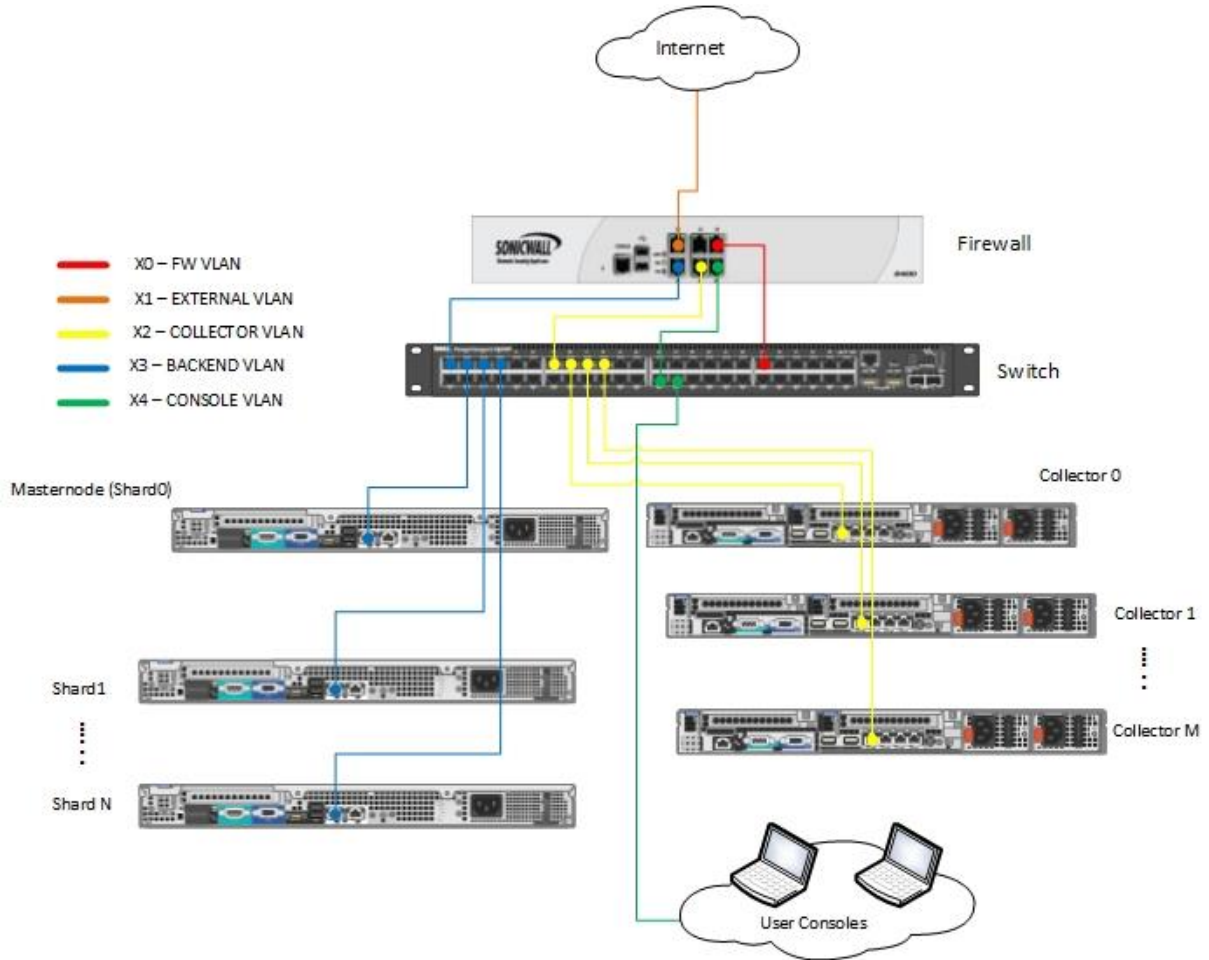 Internet
SONICWALL
Firewall
X0 – FW VLAN
X1 – EXTERNAL VLAN
X2 – COLLECTOR VLAN
X3 – BACKEND VLAN
X4 – CONSOLE VLAN
Switch
Masternode (Shard0)
Collector 0
Collector 1
Shard1
Collector M
Shard N
User Consoles